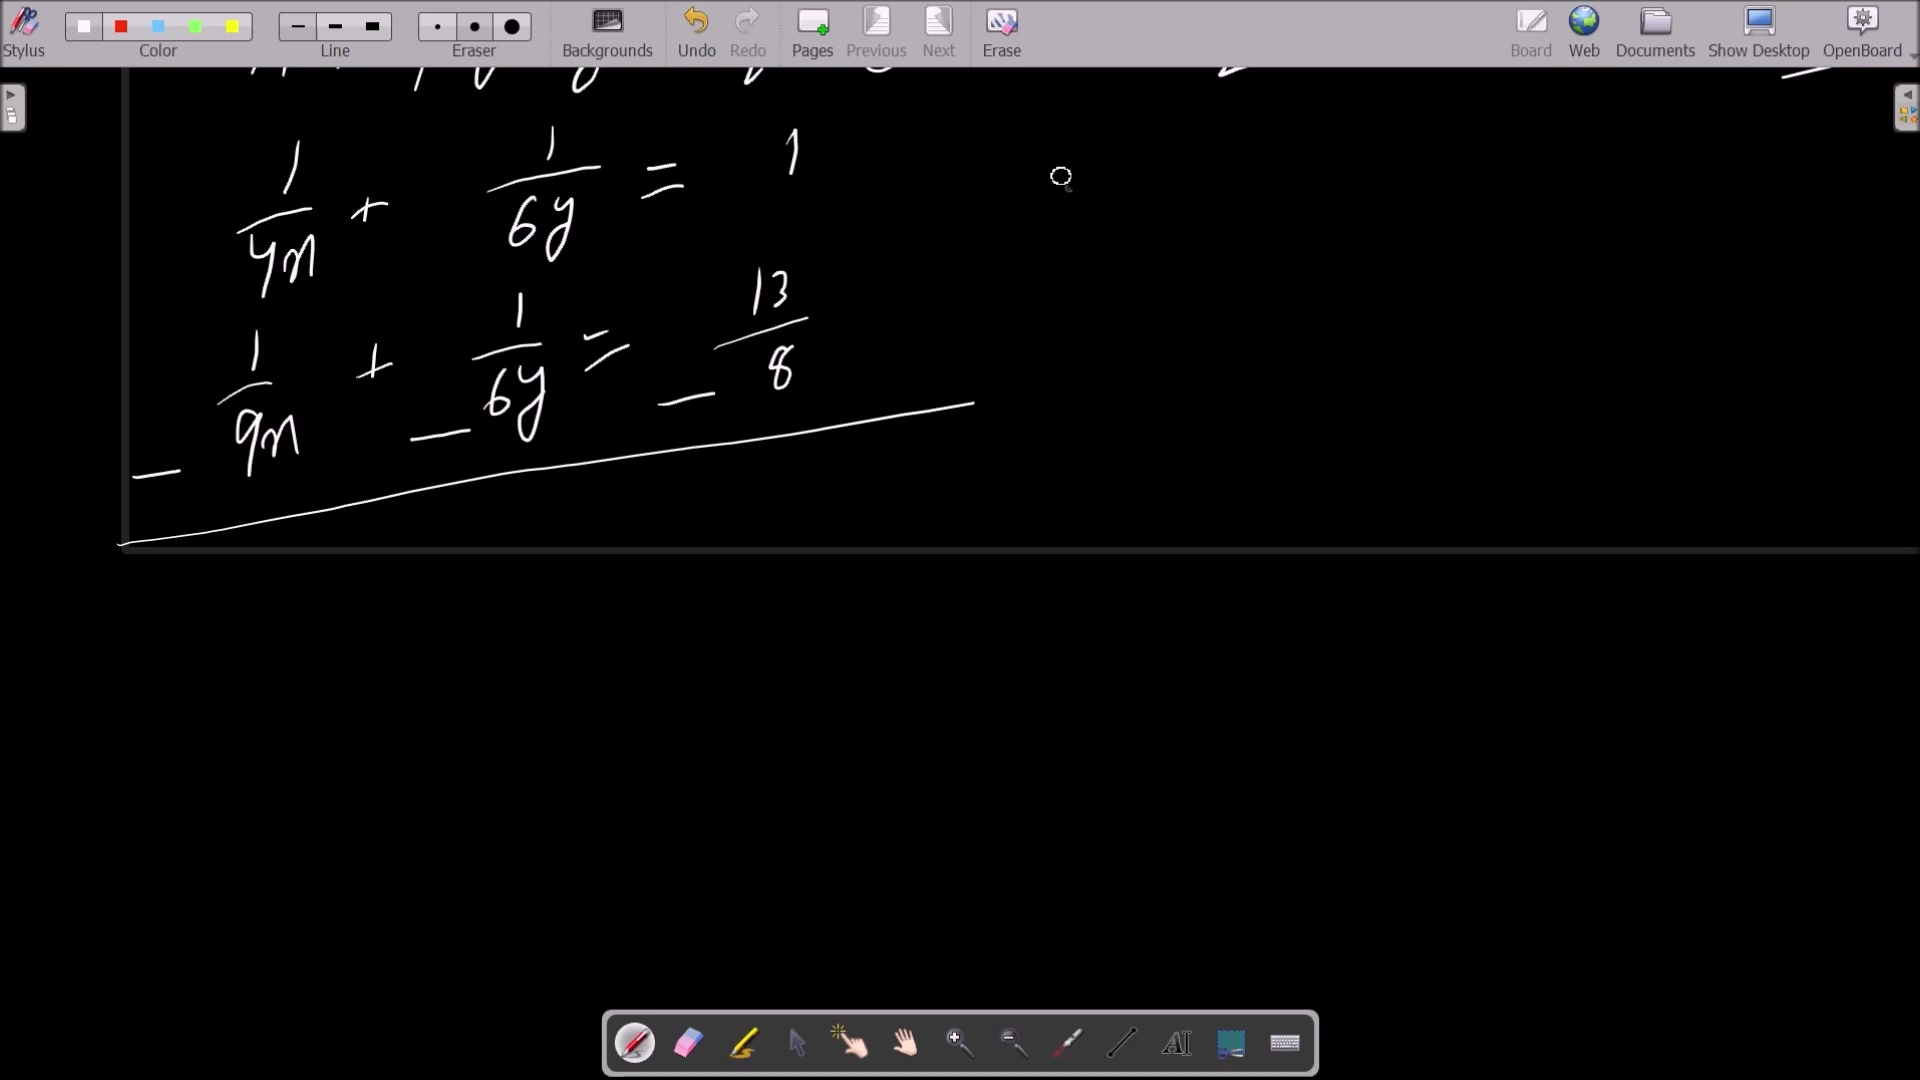 Stylus Color Line Eraser Backgrounds Undo Redo Pages Previous Next Erase Board Web Documents Show Desktop OpenBoard
1/4x + 1/6y = 1
1/9x + 1/6y = 13/8
− − −
AI